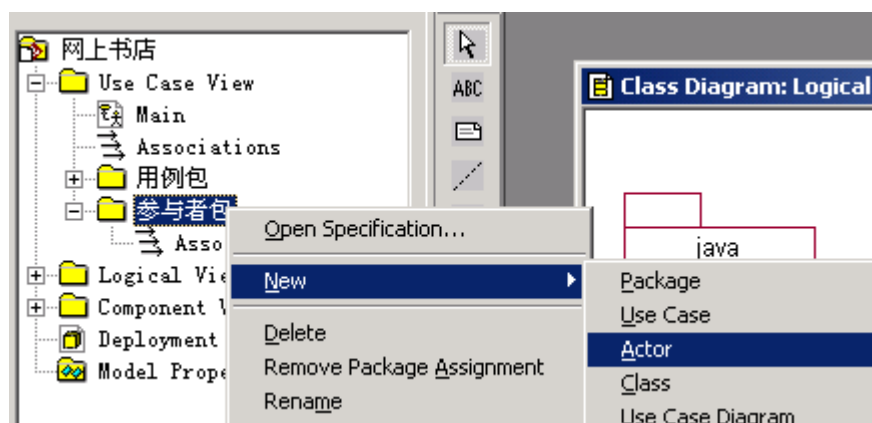 网上书店
Use Case View
Main
Associations
用例包
参与者包
Asso
Logical Vie
Component V
Deployment
Model Prope
ABC
Class Diagram: Logical
java
Open Specification...
New
Delete
Remove Package Assignment
Rename
Package
Use Case
Actor
Class
Use Case Diagram